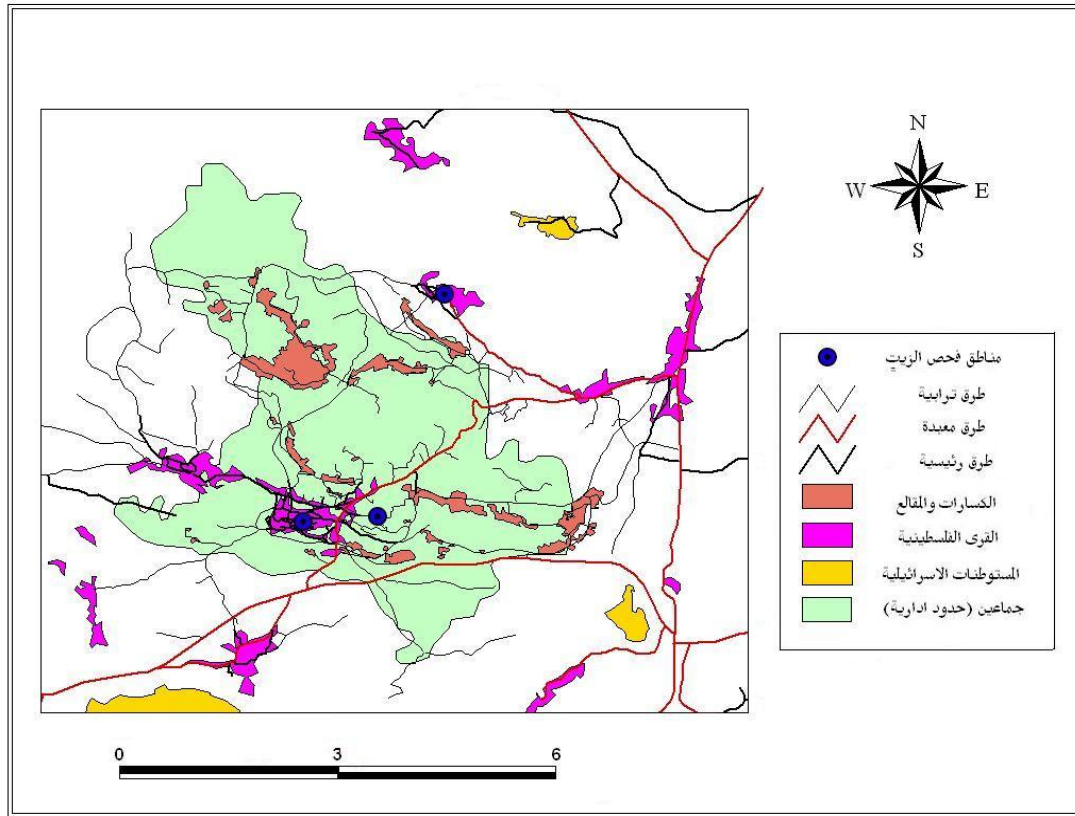 N
W E
S
مناطق فحص الزيت
طرق ترابية
طرق معبدة
طرق رئيسية
الكسارات والمقالع
القرى الفلسطينية
المستوطنات الاسرائيلية
جماعين (حدود ادارية)
0 3 6